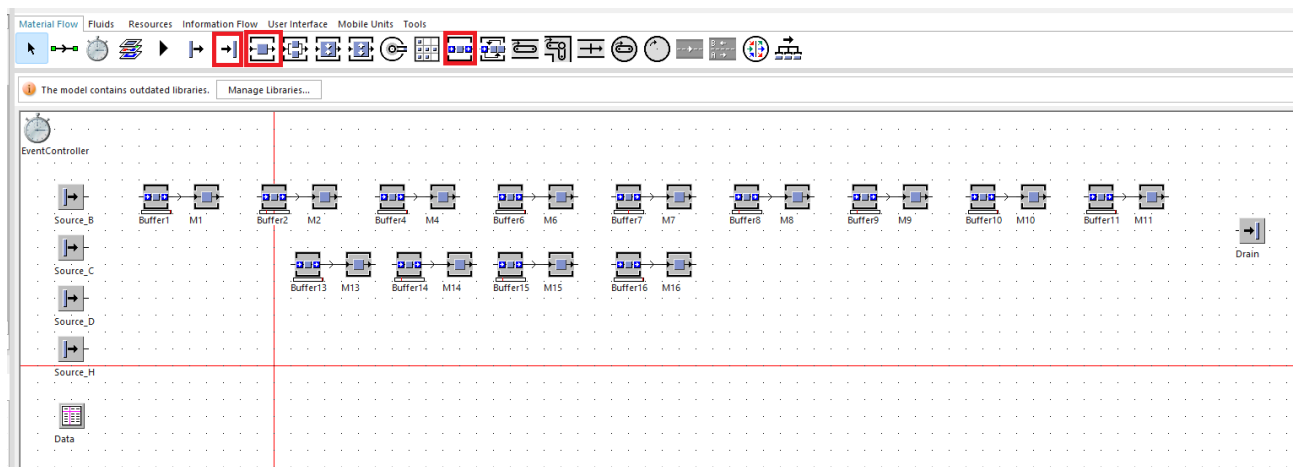 Material Flow Fluids Resources Information Flow User Interface Mobile Units Tools
The model contains outdated libraries. Manage Libraries...
EventController
Source_B Buffer1 M1 Buffer2 M2 Buffer4 M4 Buffer6 M6 Buffer7 M7 Buffer8 M8 Buffer9 M9 Buffer10 M10 Buffer11 M11
Drain
Source_C
Buffer13 M13 Buffer14 M14 Buffer15 M15 Buffer16 M16
Source_D
Source_H
Data